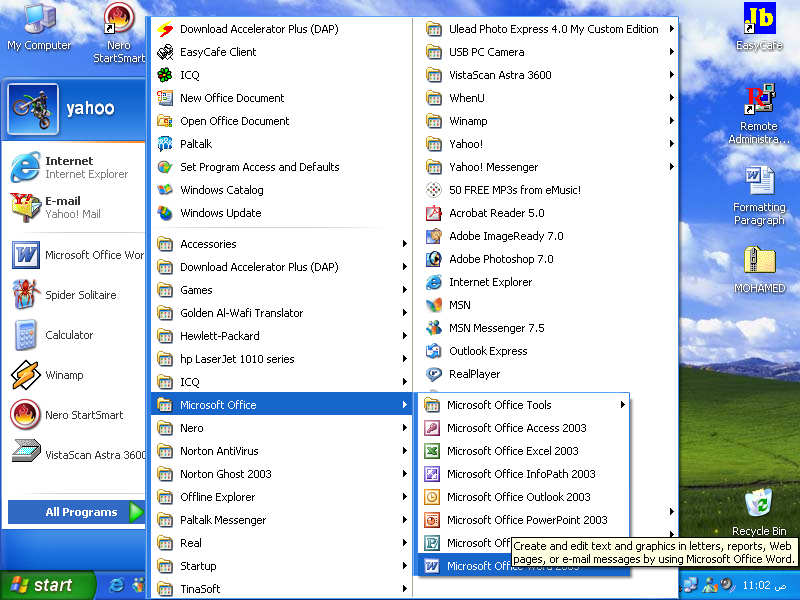 My Computer
Nero
StartSmart
yahoo
Internet
Internet Explorer
E-mail
Yahoo! Mail
Microsoft Office Wor
Spider Solitaire
Calculator
Winamp
Nero StartSmart
VistaScan Astra 3600
All Programs
start
Download Accelerator Plus (DAP)
EasyCafe Client
ICQ
New Office Document
Open Office Document
Paltalk
Set Program Access and Defaults
Windows Catalog
Windows Update
Accessories
Download Accelerator Plus (DAP)
Games
Golden Al-Wafi Translator
Hewlett-Packard
hp LaserJet 1010 series
ICQ
Microsoft Office
Nero
Norton AntiVirus
Norton Ghost 2003
Offline Explorer
Paltalk Messenger
Real
Startup
TinaSoft
Ulead Photo Express 4.0 My Custom Edition
USB PC Camera
VistaScan Astra 3600
WhenU
Winamp
Yahoo!
Yahoo! Messenger
50 FREE MP3s from eMusic!
Acrobat Reader 5.0
Adobe ImageReady 7.0
Adobe Photoshop 7.0
Internet Explorer
MSN
MSN Messenger 7.5
Outlook Express
RealPlayer
Microsoft Office Tools
Microsoft Office Access 2003
Microsoft Office Excel 2003
Microsoft Office InfoPath 2003
Microsoft Office Outlook 2003
Microsoft Office PowerPoint 2003
Microsoft Off
Microsoft Office Word 2003
Create and edit text and graphics in letters, reports, Web
pages, or e-mail messages by using Microsoft Office Word.
Jb
EasyCafe
Remote
Administra...
Formatting
Paragraph
MOHAMED
Recycle Bin
11:02 ص